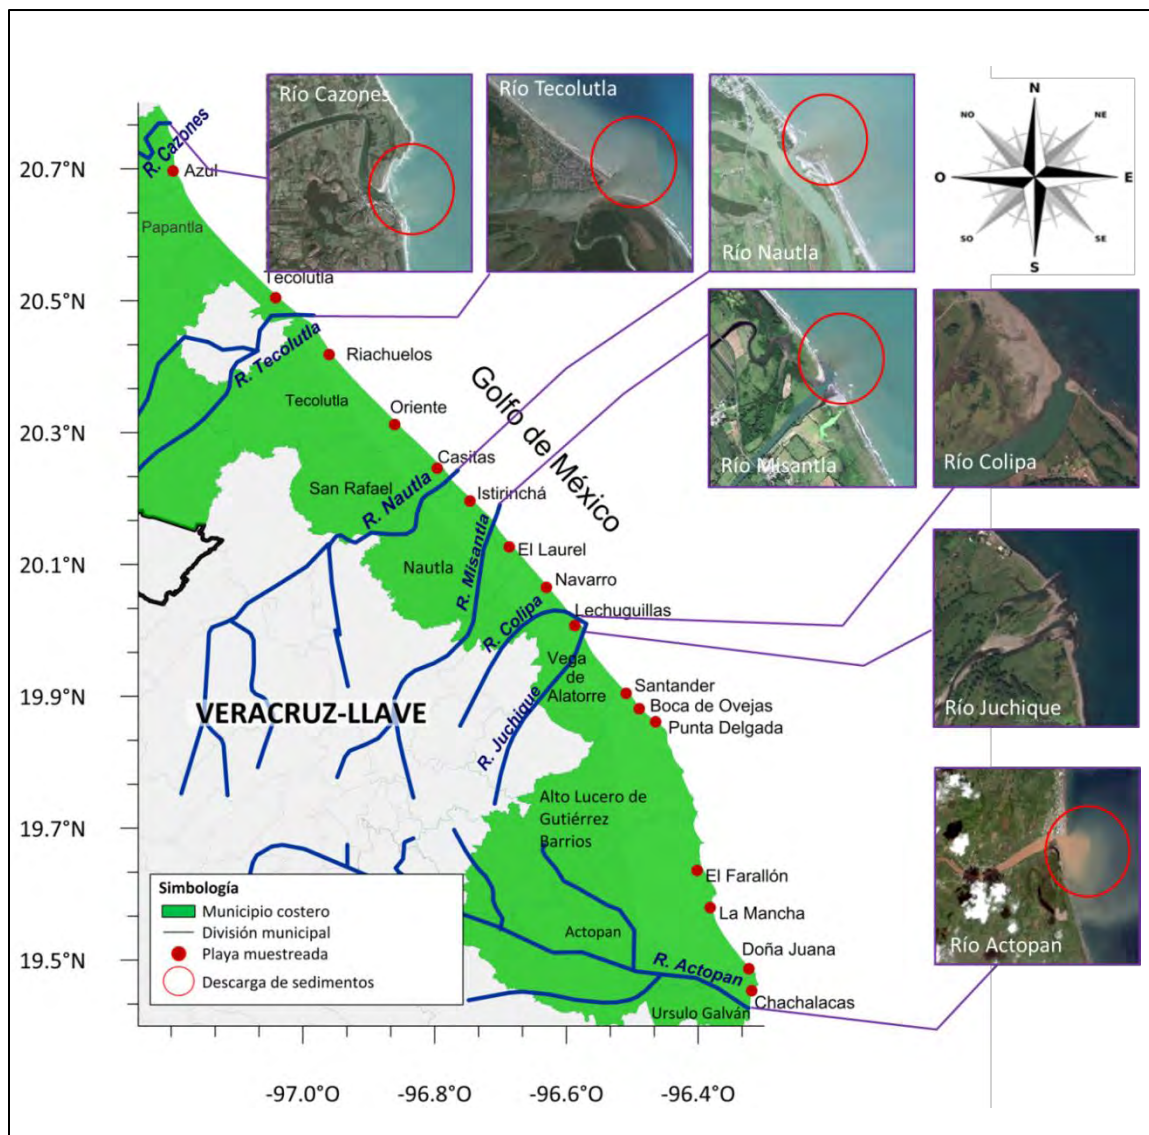 Río Cazones
Río Tecolutla
Río Nautla
N
NO
NE
O
E
SO
SE
S
Río Misantla
Río Colipa
Río Juchique
Río Actopan
20.7°N
20.5°N
20.3°N
20.1°N
19.9°N
19.7°N
19.5°N
R. Cazones
Azul
Papantla
Tecolutla
R. Tecolutla
Riachuelos
Tecolutla
Oriente
Golfo de México
Casitas
San Rafael
R. Nautla
Istirinchá
R. Misantla
El Laurel
Nautla
Navarro
R. Colipa
Lechuguillas
Vega
de
Alatorre
Santander
Boca de Ovejas
Punta Delgada
VERACRUZ-LLAVE
R. Juchique
Alto Lucero de
Gutiérrez
Barrios
El Farallón
La Mancha
Actopan
Doña Juana
R. Actopan
Chachalacas
Ursulo Galván
Simbología
Municipio costero
División municipal
Playa muestreada
Descarga de sedimentos
-97.0°O
-96.8°O
-96.6°O
-96.4°O